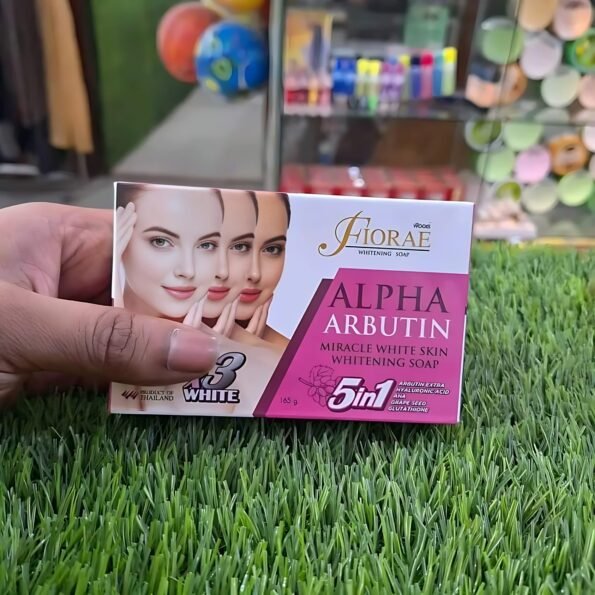 FIORAE
WHITENING SOAP
ALPHA
ARBUTIN
MIRACLE WHITE SKIN
WHITENING SOAP
5in1
ARBUTIN EXTRA
HYALURONIC ACID
AHA
GRAPE SEED
GLUTATHIONE
165 g
3
WHITE
PRODUCT OF
THAILAND